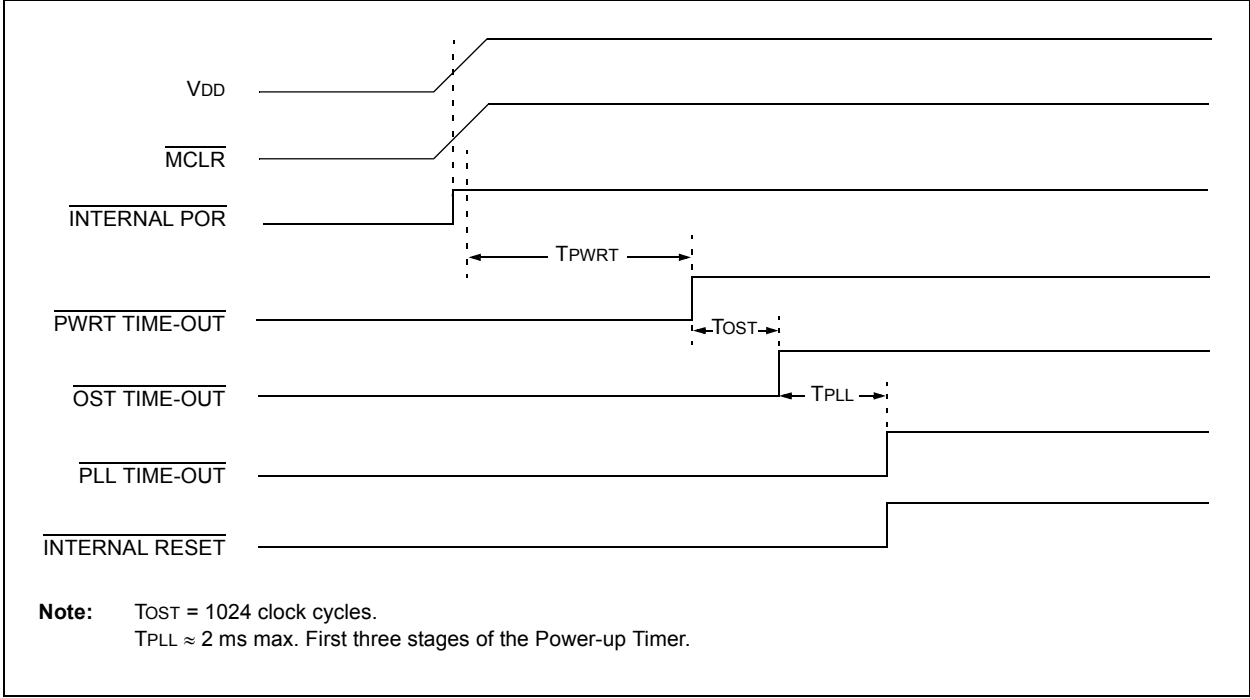 VDD
MCLR
INTERNAL POR
TPWRT
PWRT TIME-OUT
TOST
OST TIME-OUT
TPLL
PLL TIME-OUT
INTERNAL RESET
Note: TOST = 1024 clock cycles.
TPLL ≈ 2 ms max. First three stages of the Power-up Timer.